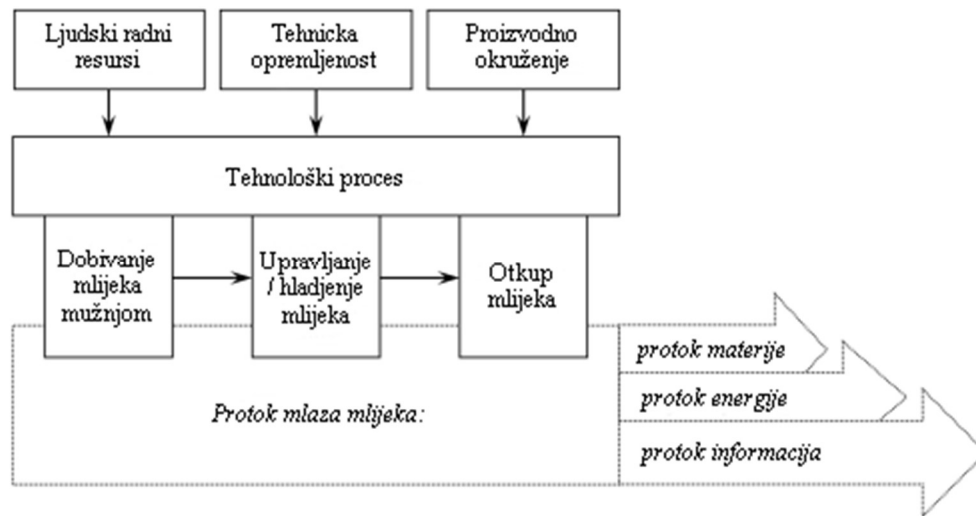 Ljudski radni
resursi
Tehnicka
opremljenost
Proizvodno
okruženje
Tehnološki proces
Dobivanje
mlijeka
mužnjom
Upravljanje
/ hladjenje
mlijeka
Otkup
mlijeka
protok materije
protok energije
Protok mlaza mlijeka:
protok informacija